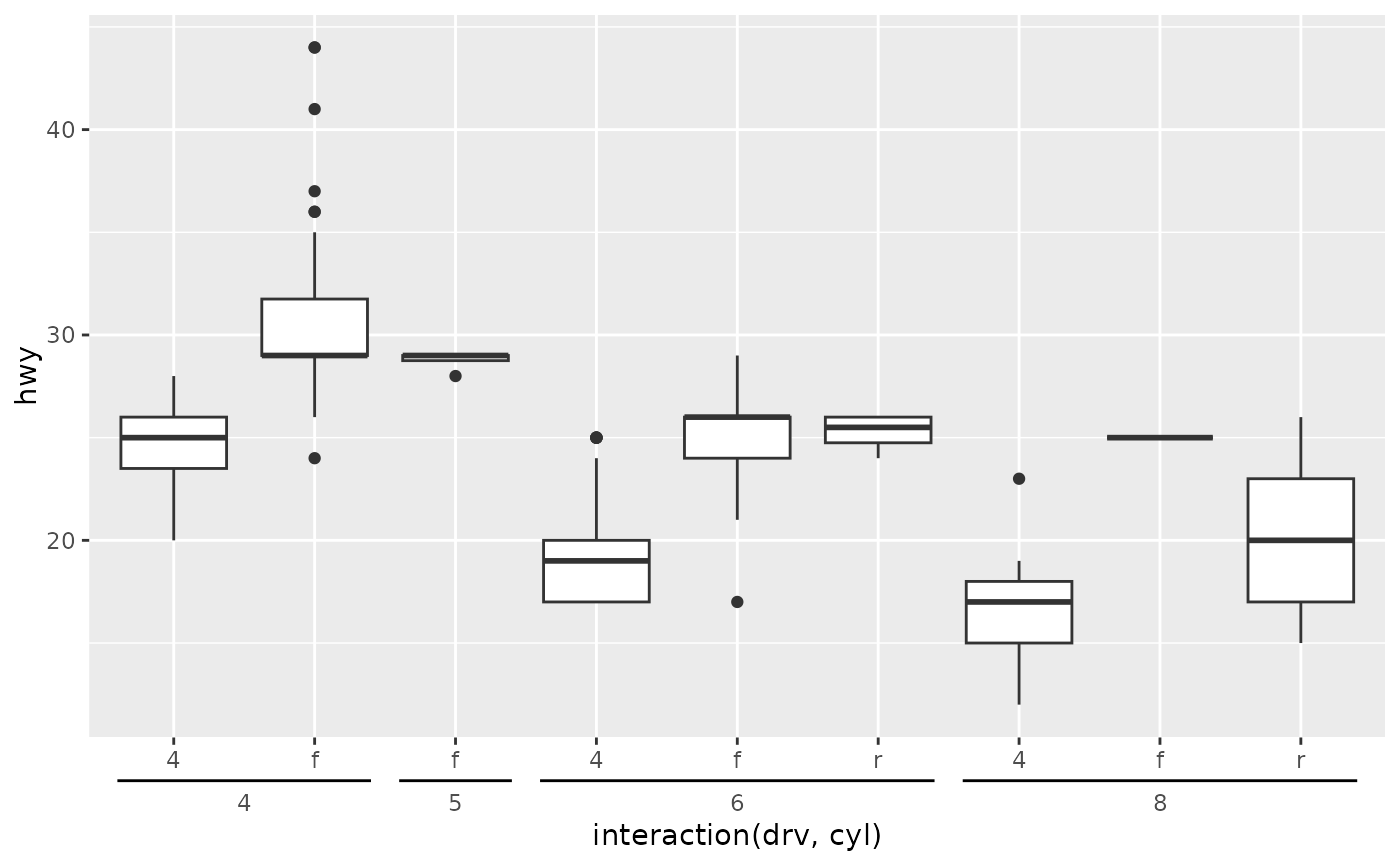 hwy
40
30
20
4 f f 4 f r 4 f r
4 5 6 8
interaction(drv, cyl)